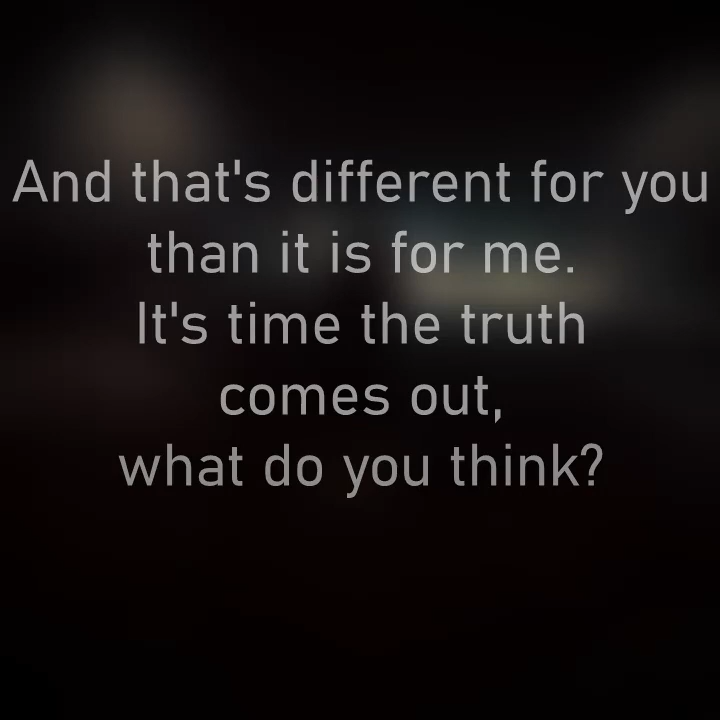 And that's different for you
than it is for me.
It's time the truth
comes out,
what do you think?